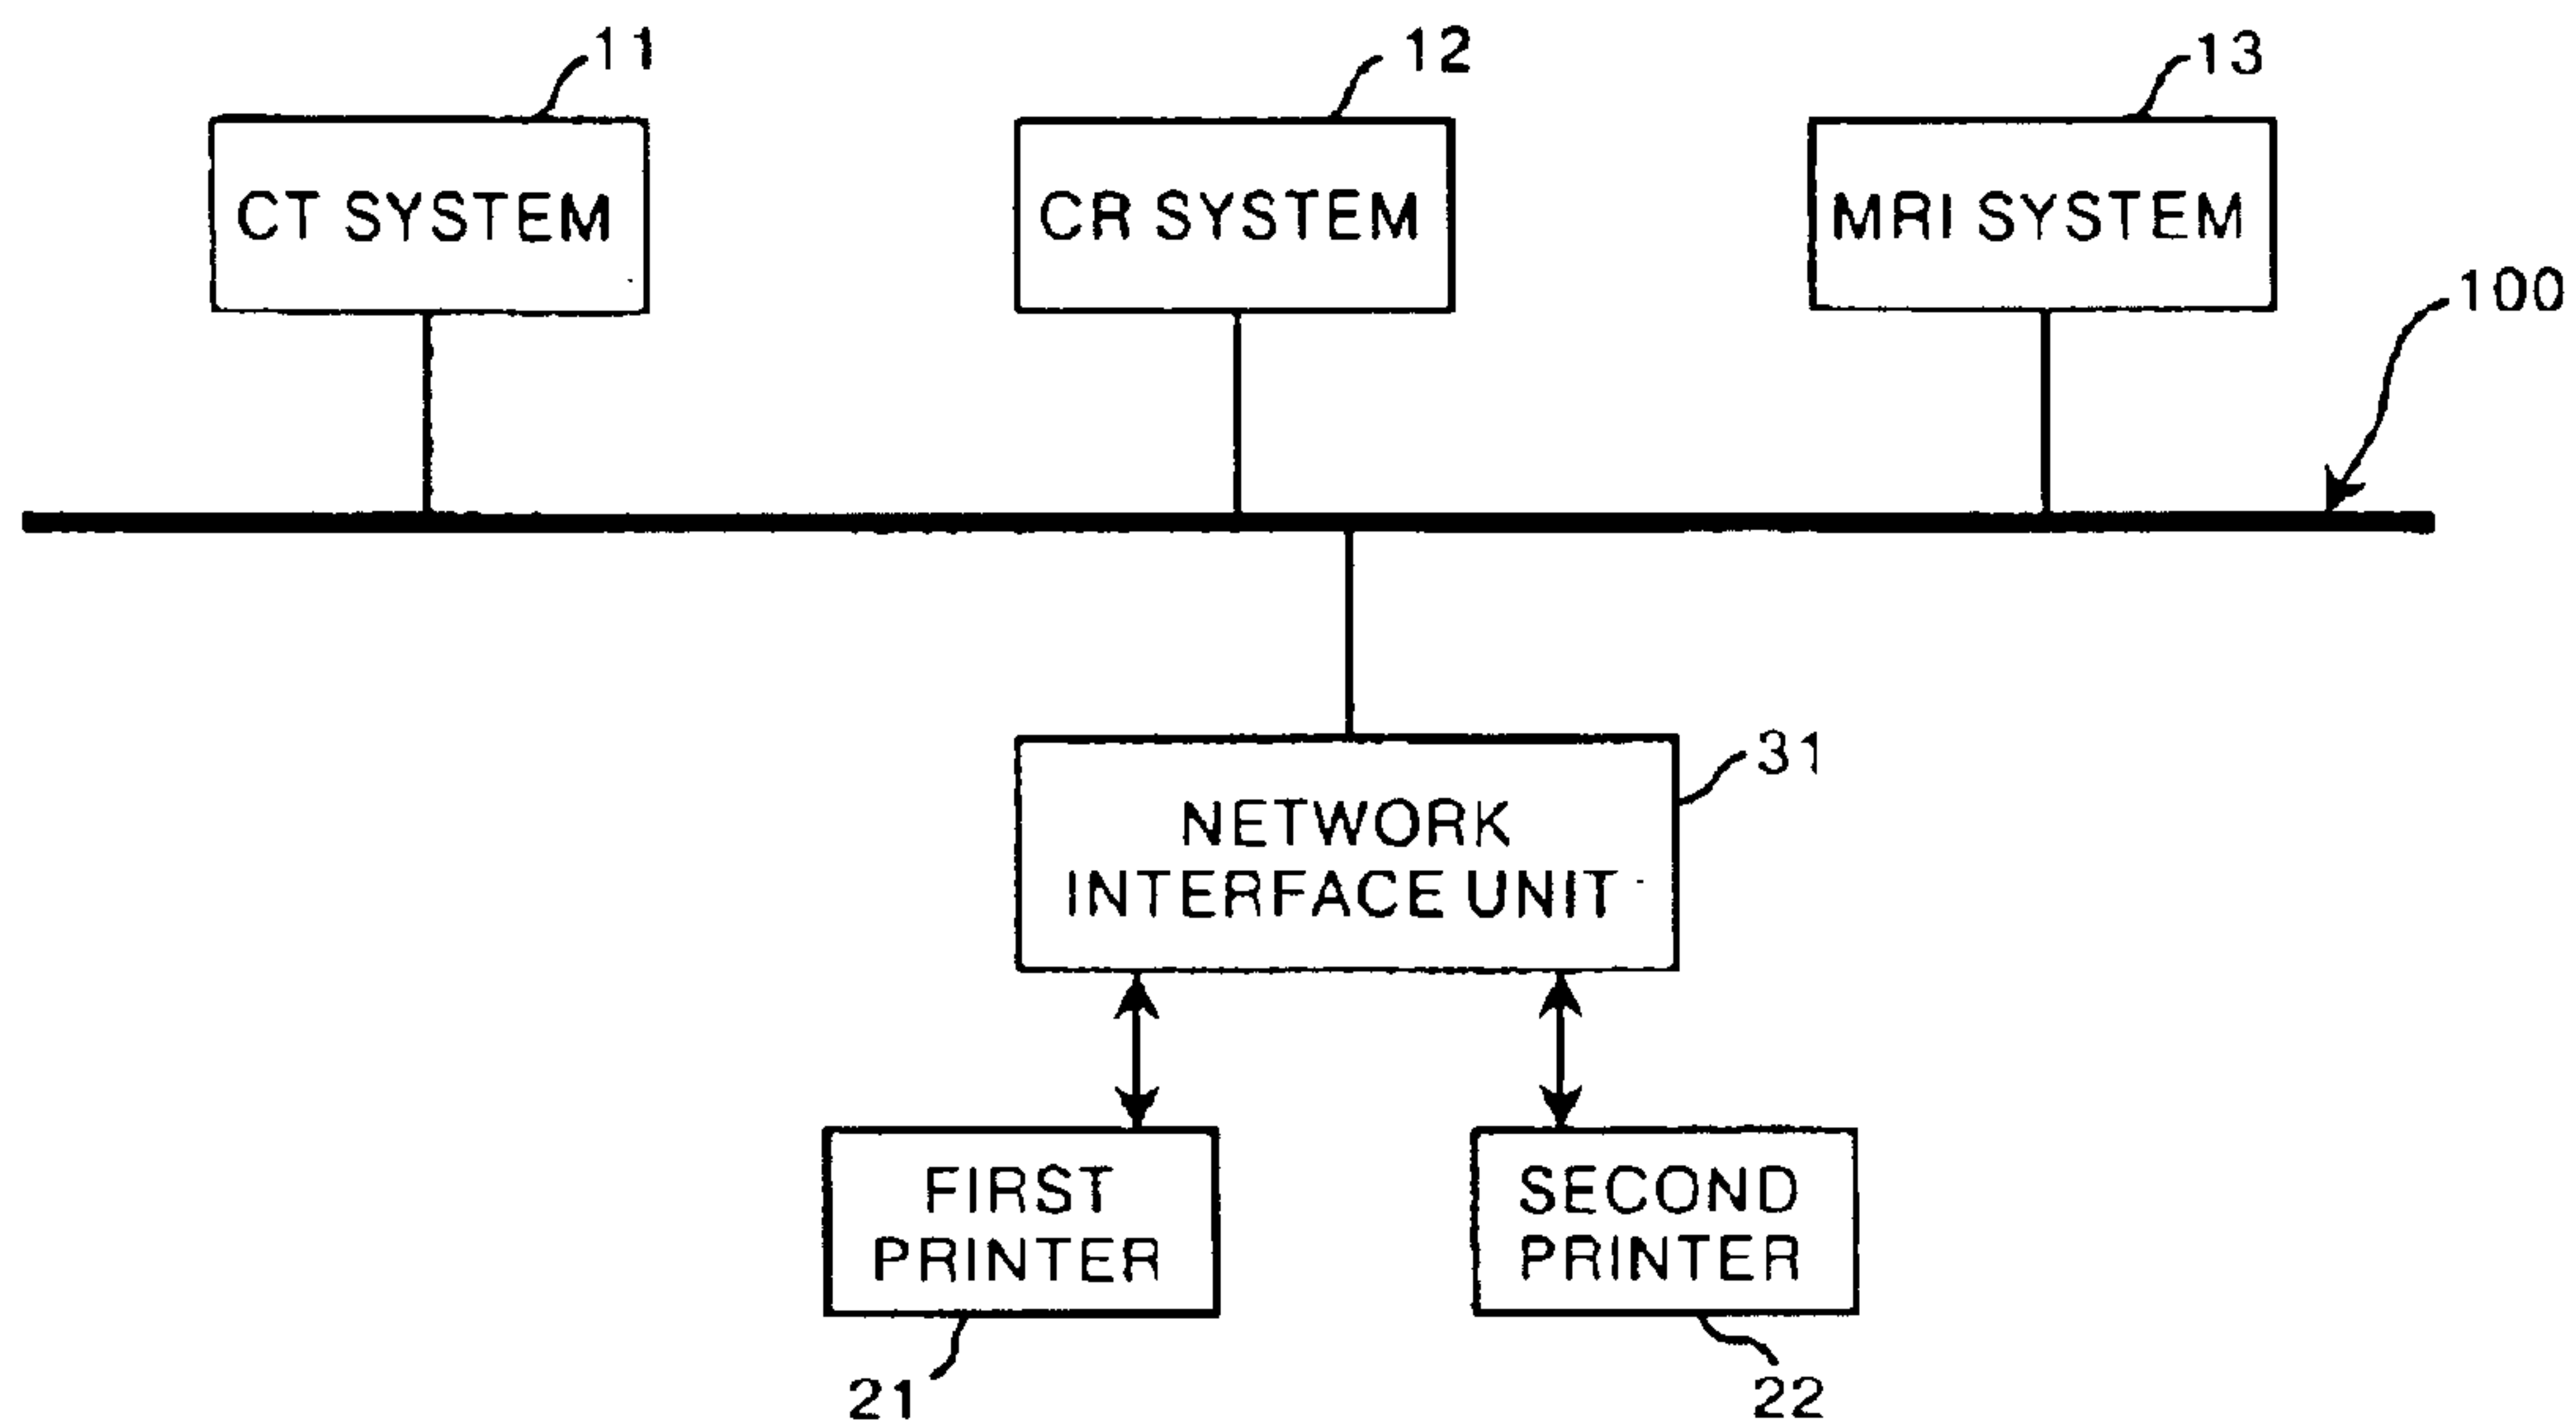 11
12
13
CT SYSTEM
CR SYSTEM
MRI SYSTEM
100
31
NETWORK
INTERFACE UNIT
FIRST
PRINTER
SECOND
PRINTER
21
22